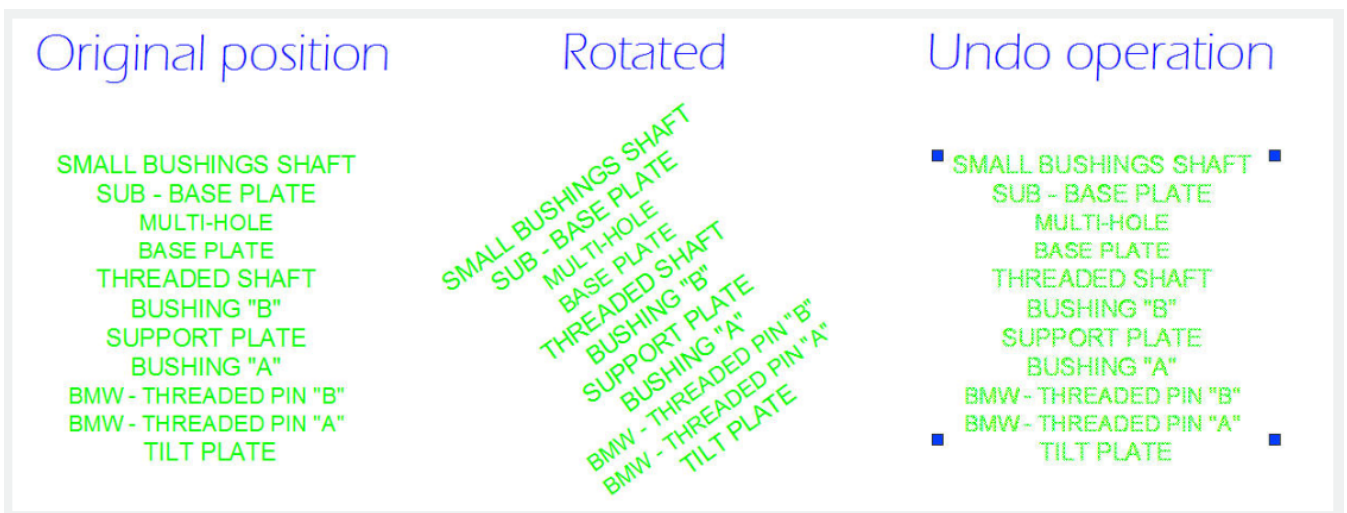 Original position
SMALL BUSHINGS SHAFT
SUB - BASE PLATE
MULTI-HOLE
BASE PLATE
THREADED SHAFT
BUSHING "B"
SUPPORT PLATE
BUSHING "A"
BMW - THREADED PIN "B"
BMW - THREADED PIN "A"
TILT PLATE
Rotated
SMALL BUSHINGS SHAFT
SUB - BASE PLATE
MULTI-HOLE
BASE PLATE
THREADED SHAFT
BUSHING "B"
SUPPORT PLATE
BUSHING "A"
BMW - THREADED PIN "B"
BMW - THREADED PIN "A"
TILT PLATE
Undo operation
SMALL BUSHINGS SHAFT
SUB - BASE PLATE
MULTI-HOLE
BASE PLATE
THREADED SHAFT
BUSHING "B"
SUPPORT PLATE
BUSHING "A"
BMW - THREADED PIN "B"
BMW - THREADED PIN "A"
TILT PLATE